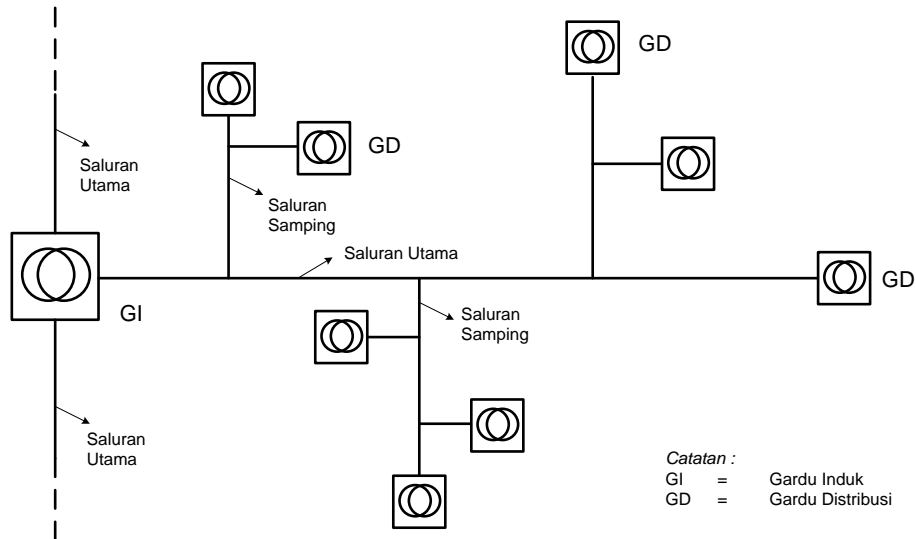 GD
GD
Saluran
Utama
Saluran
Samping
Saluran Utama
GD
GI
Saluran
Samping
Saluran
Utama
Catatan :
GI = Gardu Induk
GD = Gardu Distribusi